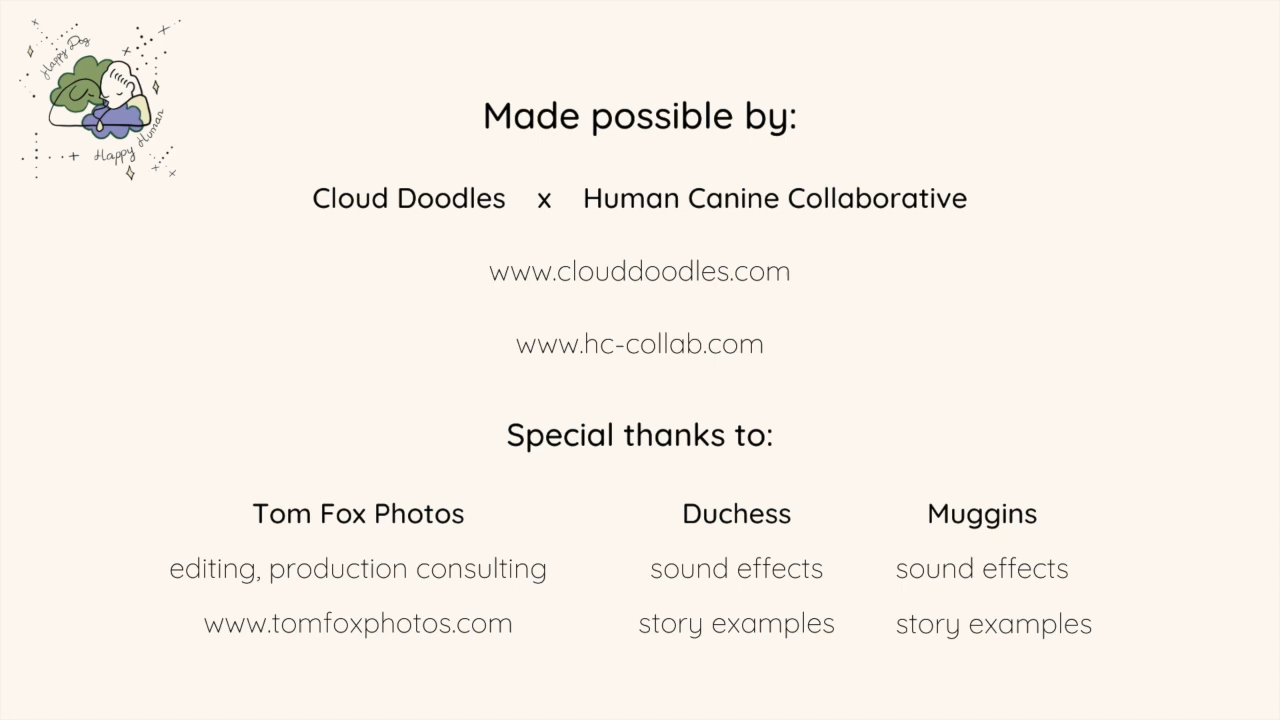 Happy Dog
Happy Human
Made possible by:
Cloud Doodles x Human Canine Collaborative
www.clouddoodles.com
www.hc-collab.com
Special thanks to:
Tom Fox Photos Duchess Muggins
editing, production consulting sound effects sound effects
www.tomfoxphotos.com story examples story examples